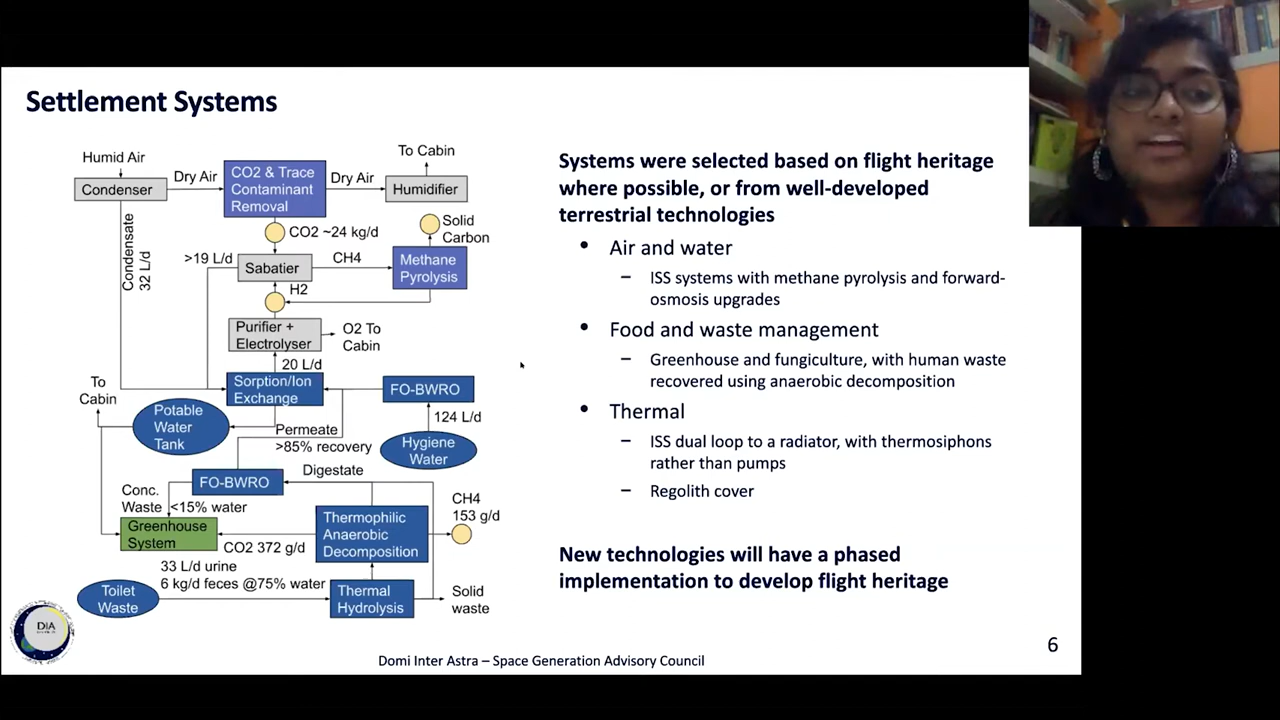 Settlement Systems
Humid Air
Condenser
Dry Air
CO2 & Trace
Contaminant
Removal
Dry Air
To Cabin
Humidifier
Condensate
32 L/d
CO2 ~24 kg/d
Solid
Carbon
>19 L/d
Sabatier
CH4
Methane
Pyrolysis
H2
Purifier +
Electrolyser
O2 To
Cabin
20 L/d
To
Cabin
Sorption/Ion
Exchange
FO-BWRO
Potable
Water
Tank
124 L/d
Permeate
>85% recovery
Hygiene
Water
FO-BWRO
Digestate
Conc.
Waste
<15% water
Greenhouse
System
Thermophilic
Anaerobic
Decomposition
CH4
153 g/d
CO2 372 g/d
33 L/d urine
6 kg/d feces @75% water
Toilet
Waste
Thermal
Hydrolysis
Solid
waste
Systems were selected based on flight heritage
where possible, or from well-developed
terrestrial technologies
• Air and water
– ISS systems with methane pyrolysis and forward-
osmosis upgrades
• Food and waste management
– Greenhouse and fungiculture, with human waste
recovered using anaerobic decomposition
• Thermal
– ISS dual loop to a radiator, with thermosiphons
rather than pumps
– Regolith cover
New technologies will have a phased
implementation to develop flight heritage
DIA
Domi Inter Astra – Space Generation Advisory Council
6